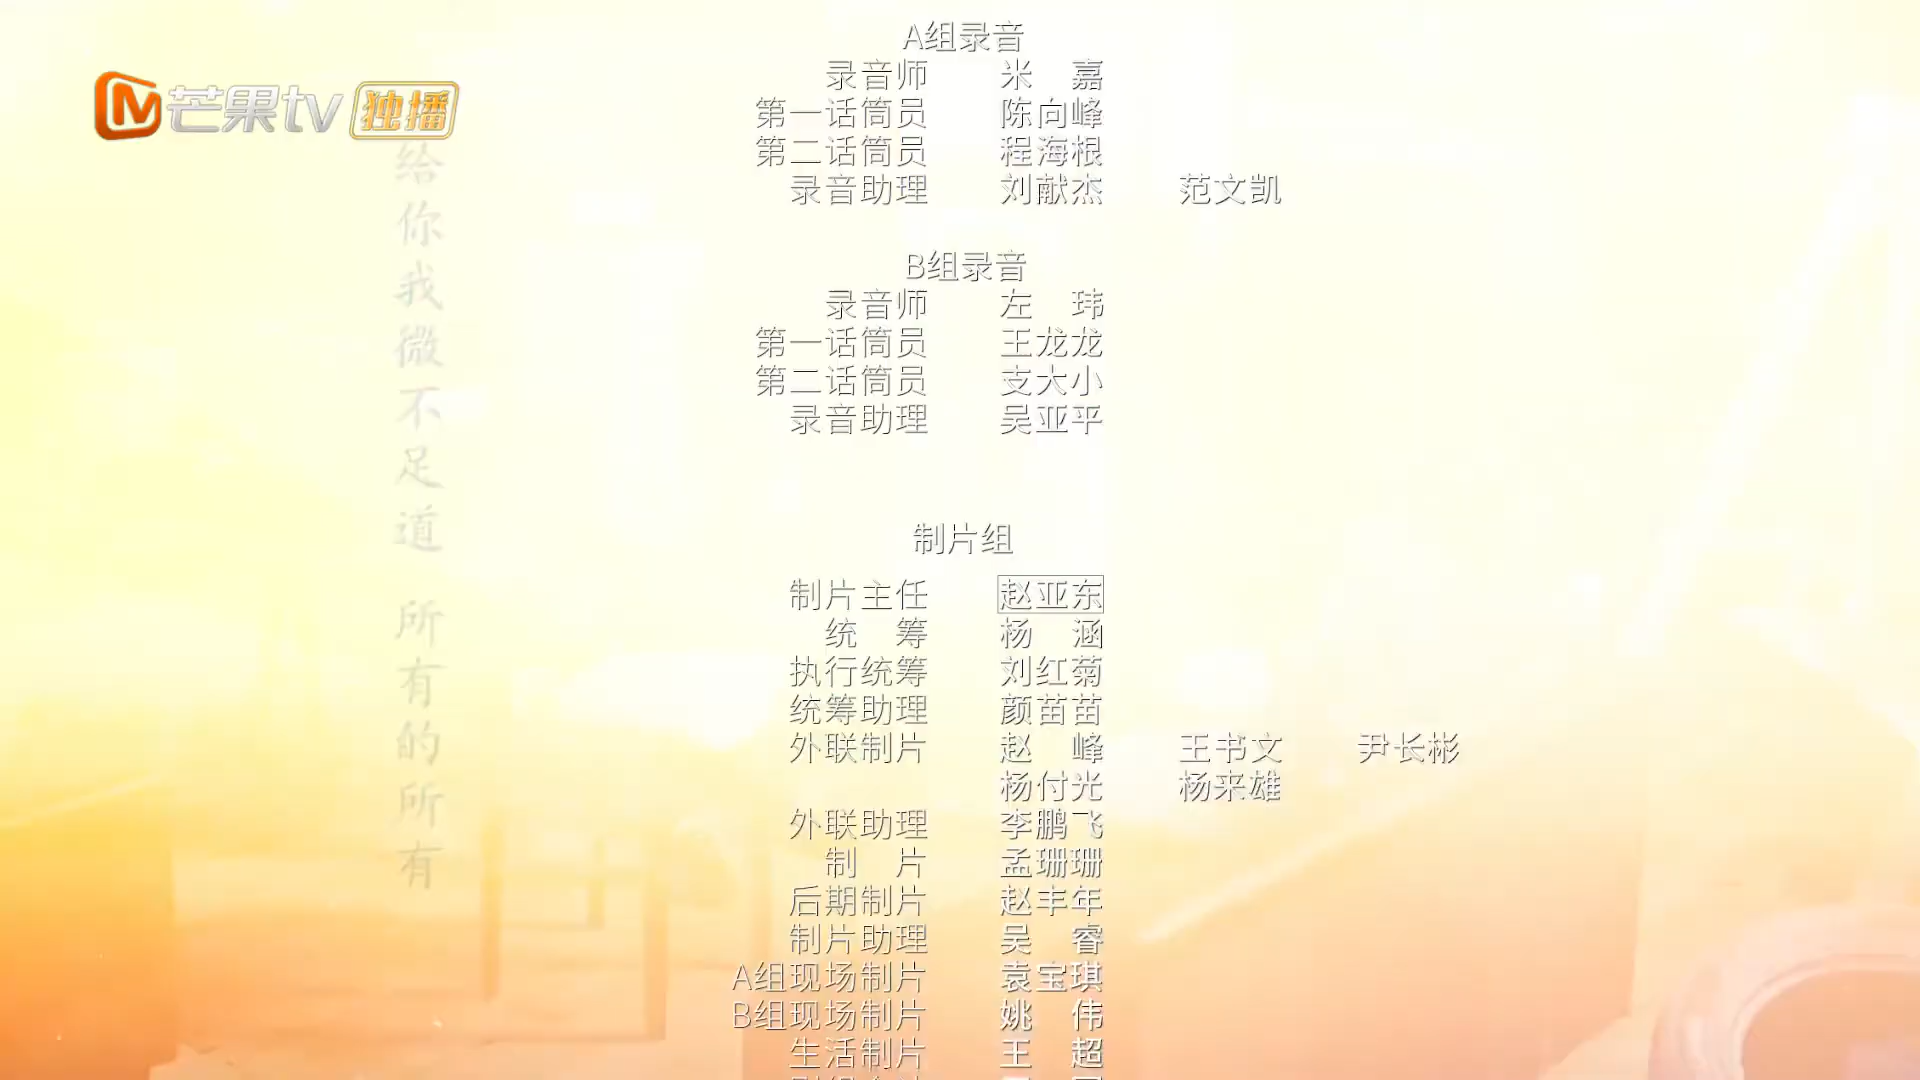 芒果tv 独播
给你我微不足道 所有的所有
A组录音
录音师 米 嘉
第一话筒员 陈向峰
第二话筒员 程海根
录音助理 刘献杰 范文凯
B组录音
录音师 左 玮
第一话筒员 王龙龙
第二话筒员 支大小
录音助理 吴亚平
制片组
制片主任 赵亚东
统 筹 杨 涵
执行统筹 刘红菊
统筹助理 颜苗苗
外联制片 赵 峰 王书文 尹长彬
杨付光 杨来雄
外联助理 李鹏飞
制 片 孟珊珊
后期制片 赵丰年
制片助理 吴 睿
A组现场制片 袁宝琪
B组现场制片 姚 伟
生活制片 王 超